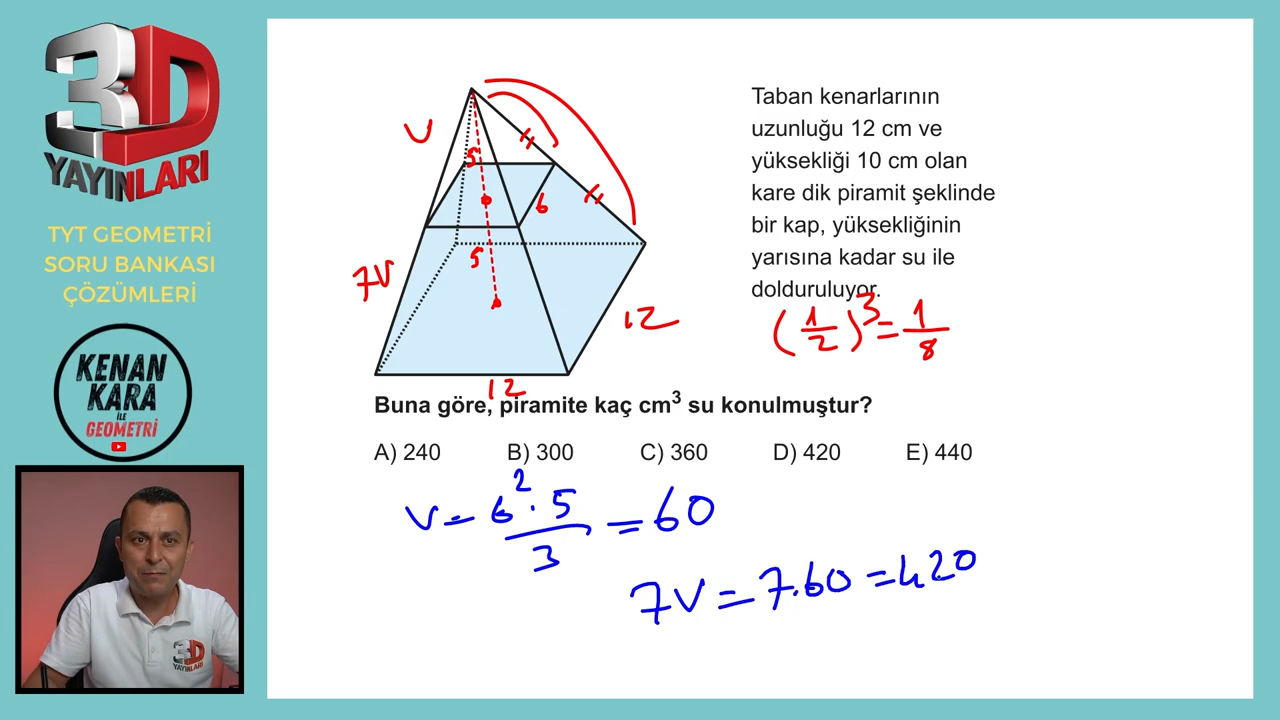 3D
YAYINLARI
TYT GEOMETRİ
SORU BANKASI
ÇÖZÜMLERİ
KENAN
KARA
İLE
GEOMETRİ
3D
YAYINLARI
V
5
6
5
7V
12
12
Taban kenarlarının
uzunluğu 12 cm ve
yüksekliği 10 cm olan
kare dik piramit şeklinde
bir kap, yüksekliğinin
yarısına kadar su ile
dolduruluyor.
(1/2)³ = 1/8
Buna göre, piramite kaç cm³ su konulmuştur?
A) 240 B) 300 C) 360 D) 420 E) 440
V = 6² · 5 / 3 = 60
7V = 7.60 = 420